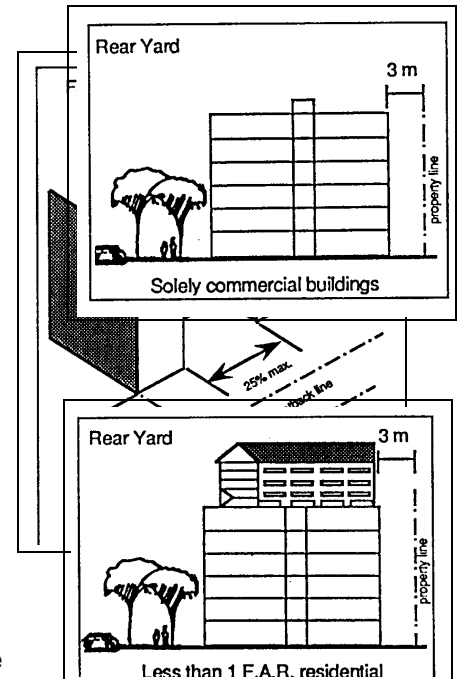 Rear Yard
3 m
property line
Solely commercial buildings
25% max.
back line
Rear Yard
3 m
property line
Less than 1 F.A.R. residential